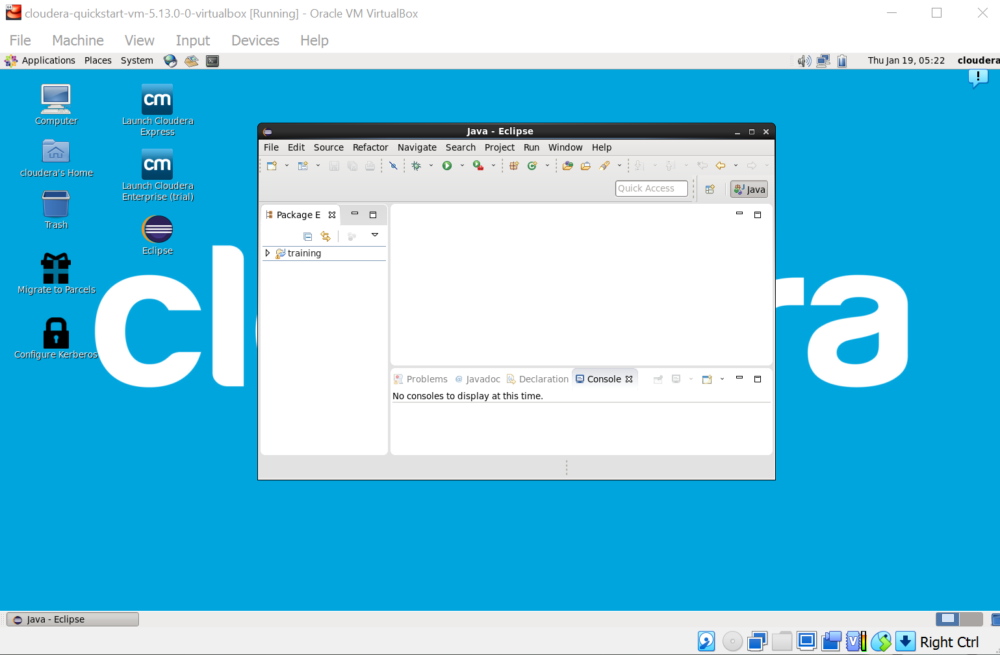 cloudera-quickstart-vm-5.13.0-0-virtualbox [Running] - Oracle VM VirtualBox
File Machine View Input Devices Help
Applications Places System Thu Jan 19, 05:22 cloudera
Computer
cloudera's Home
Trash
Migrate to Parcels
Configure Kerberos
cm
Launch Cloudera
Express
cm
Launch Cloudera
Enterprise (trial)
Eclipse
Java - Eclipse
File Edit Source Refactor Navigate Search Project Run Window Help
Quick Access Java
Package E
training
Problems @ Javadoc Declaration Console
No consoles to display at this time.
cl
ra
Java - Eclipse
Right Ctrl